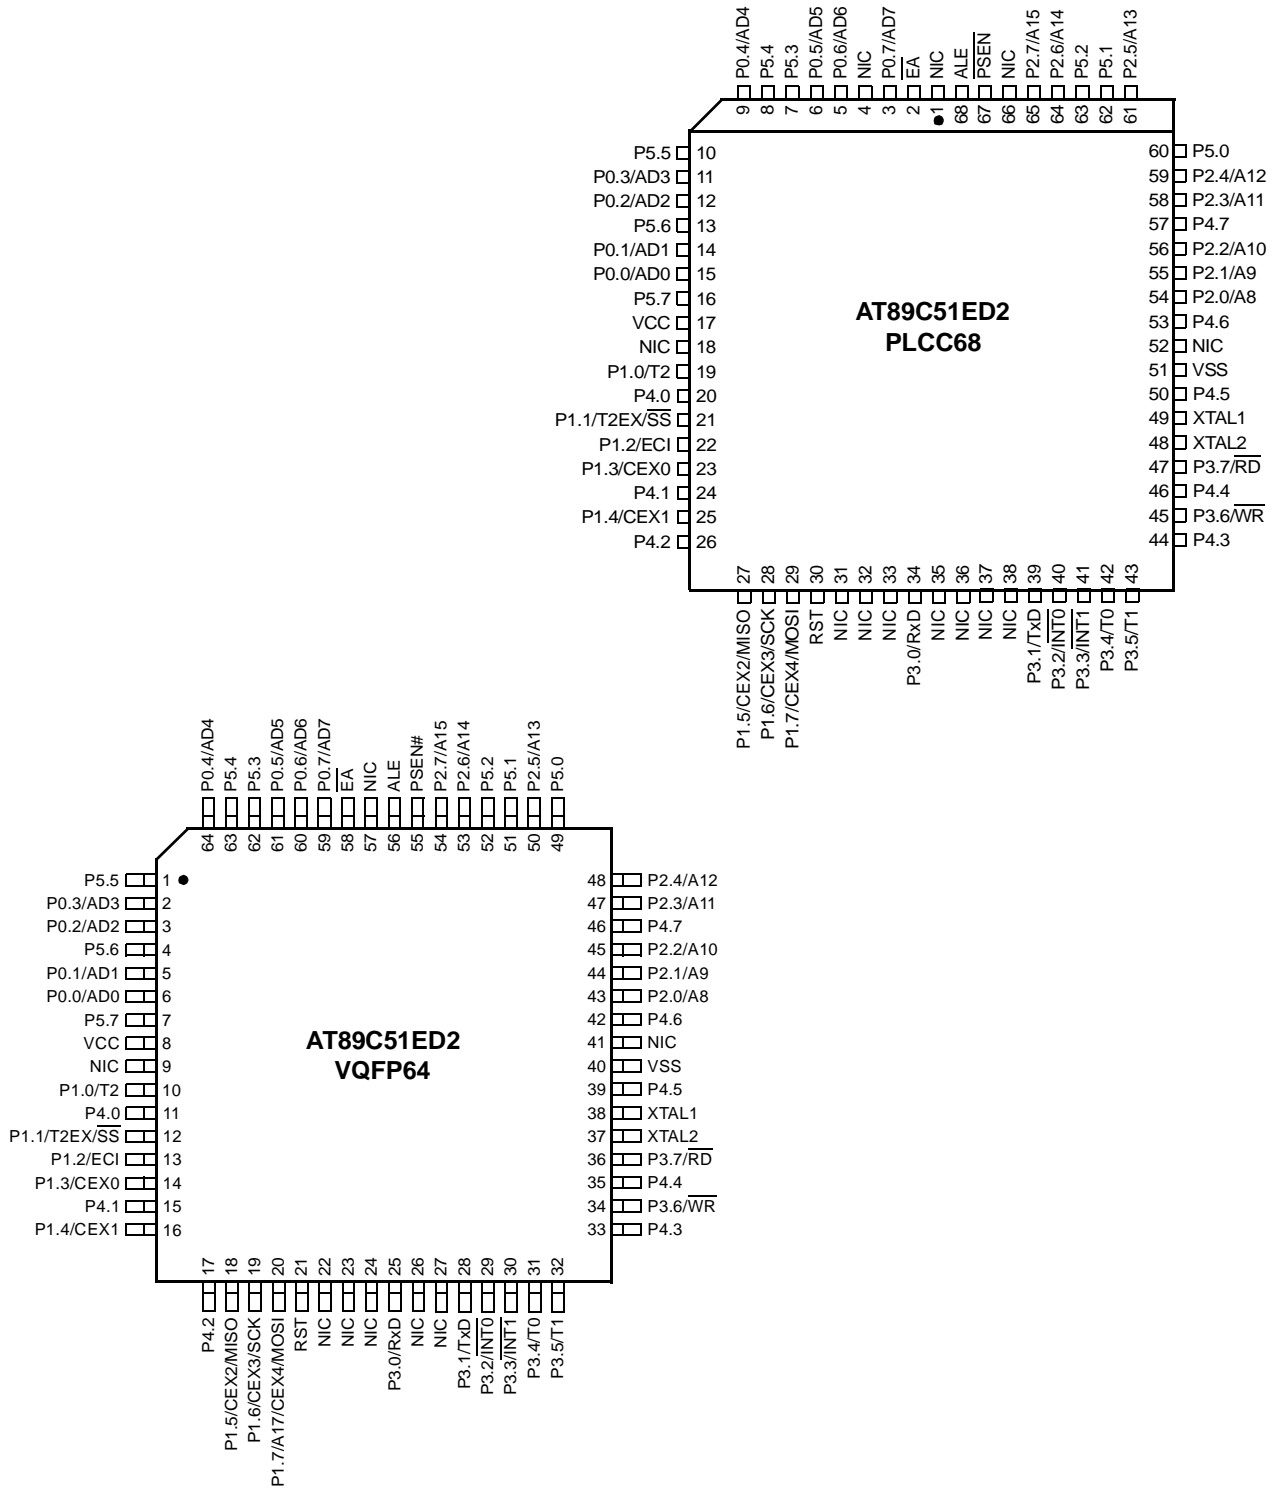 P0.4/AD4
P5.4
P5.3
P0.5/AD5
P0.6/AD6
NIC
P0.7/AD7
EA
NIC
ALE
PSEN
NIC
P2.7/A15
P2.6/A14
P5.2
P5.1
P2.5/A13
9
8
7
6
5
4
3
2
1
68
67
66
65
64
63
62
61
P5.5 10
P0.3/AD3 11
P0.2/AD2 12
P5.6 13
P0.1/AD1 14
P0.0/AD0 15
P5.7 16
VCC 17
NIC 18
P1.0/T2 19
P4.0 20
P1.1/T2EX/SS 21
P1.2/ECI 22
P1.3/CEX0 23
P4.1 24
P1.4/CEX1 25
P4.2 26
AT89C51ED2
PLCC68
60 P5.0
59 P2.4/A12
58 P2.3/A11
57 P4.7
56 P2.2/A10
55 P2.1/A9
54 P2.0/A8
53 P4.6
52 NIC
51 VSS
50 P4.5
49 XTAL1
48 XTAL2
47 P3.7/RD
46 P4.4
45 P3.6/WR
44 P4.3
27
28
29
30
31
32
33
34
35
36
37
38
39
40
41
42
43
P1.5/CEX2/MISO
P1.6/CEX3/SCK
P1.7/CEX4/MOSI
RST
NIC
NIC
NIC
P3.0/RxD
NIC
NIC
NIC
NIC
P3.1/TxD
P3.2/INT0
P3.3/INT1
P3.4/T0
P3.5/T1
P0.4/AD4
P5.4
P5.3
P0.5/AD5
P0.6/AD6
P0.7/AD7
EA
NIC
ALE
PSEN#
P2.7/A15
P2.6/A14
P5.2
P5.1
P2.5/A13
P5.0
64
63
62
61
60
59
58
57
56
55
54
53
52
51
50
49
P5.5 1
P0.3/AD3 2
P0.2/AD2 3
P5.6 4
P0.1/AD1 5
P0.0/AD0 6
P5.7 7
VCC 8
NIC 9
P1.0/T2 10
P4.0 11
P1.1/T2EX/SS 12
P1.2/ECI 13
P1.3/CEX0 14
P4.1 15
P1.4/CEX1 16
AT89C51ED2
VQFP64
48 P2.4/A12
47 P2.3/A11
46 P4.7
45 P2.2/A10
44 P2.1/A9
43 P2.0/A8
42 P4.6
41 NIC
40 VSS
39 P4.5
38 XTAL1
37 XTAL2
36 P3.7/RD
35 P4.4
34 P3.6/WR
33 P4.3
17
18
19
20
21
22
23
24
25
26
27
28
29
30
31
32
P4.2
P1.5/CEX2/MISO
P1.6/CEX3/SCK
P1.7/A17/CEX4/MOSI
RST
NIC
NIC
NIC
P3.0/RxD
NIC
NIC
P3.1/TxD
P3.2/INT0
P3.3/INT1
P3.4/T0
P3.5/T1